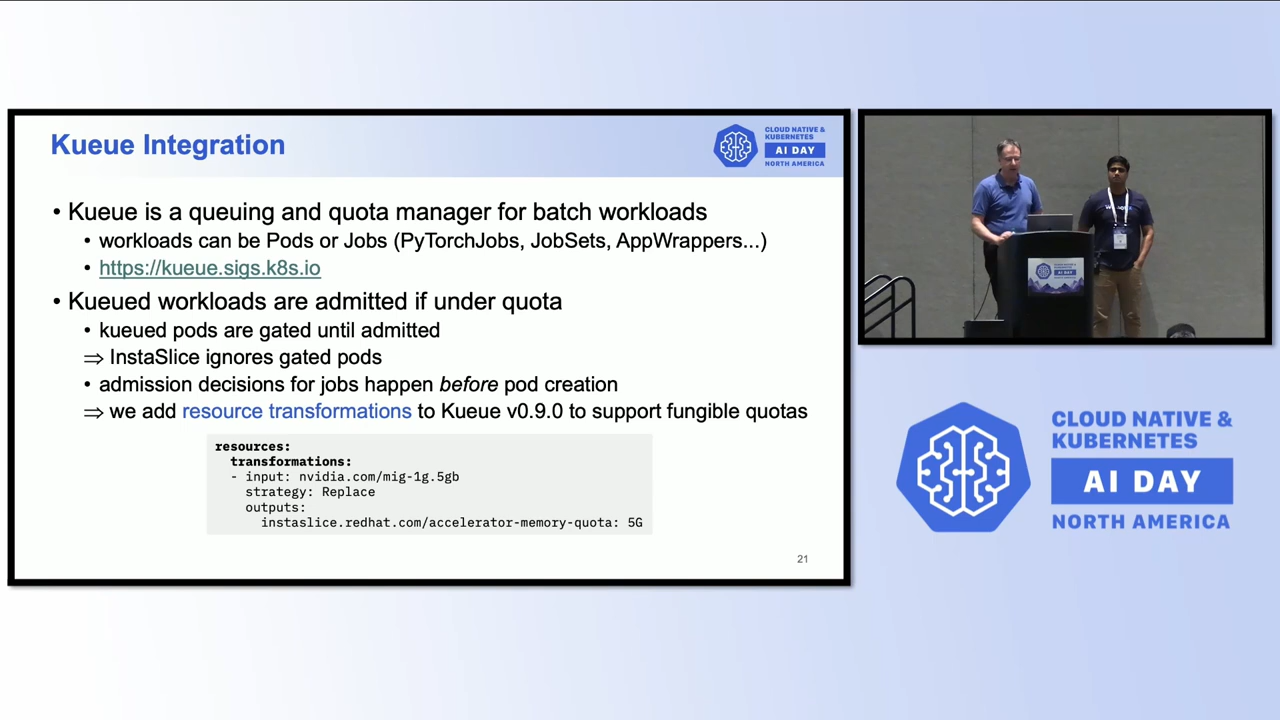 Kueue Integration
CLOUD NATIVE &
KUBERNETES
AI DAY
NORTH AMERICA
• Kueue is a queuing and quota manager for batch workloads
• workloads can be Pods or Jobs (PyTorchJobs, JobSets, AppWrappers...)
• https://kueue.sigs.k8s.io
• Kueued workloads are admitted if under quota
• kueued pods are gated until admitted
⇒ InstaSlice ignores gated pods
• admission decisions for jobs happen before pod creation
⇒ we add resource transformations to Kueue v0.9.0 to support fungible quotas
resources:
transformations:
- input: nvidia.com/mig-1g.5gb
strategy: Replace
outputs:
instaslice.redhat.com/accelerator-memory-quota: 5G
21
AI DAY
CLOUD NATIVE &
KUBERNETES
AI DAY
NORTH AMERICA